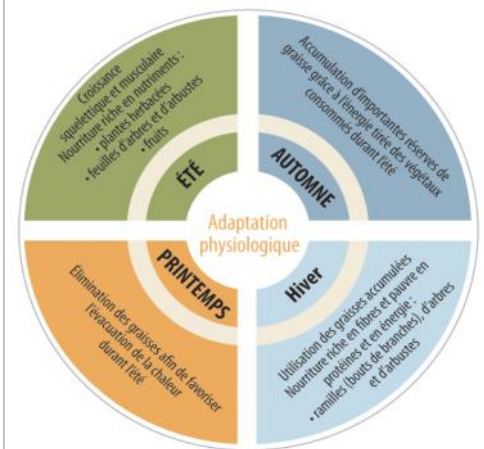 Croissance
squelettique et musculaire
Nourriture riche en nutriments :
• plantes herbacées
• feuilles d'arbres et d'arbustes
• fruits
ÉTÉ
Accumulation d'importantes réserves de
graisse grâce à l'énergie tirée des végétaux
consommés durant l'été
AUTOMNE
Adaptation
physiologique
PRINTEMPS
Élimination des graisses afin de favoriser
l'évacuation de la chaleur
durant l'été
Hiver
Utilisation des graisses accumulées
Nourriture riche en fibres et pauvre en
protéines et en énergie :
• ramilles (bouts de branches), d'arbres
et d'arbustes